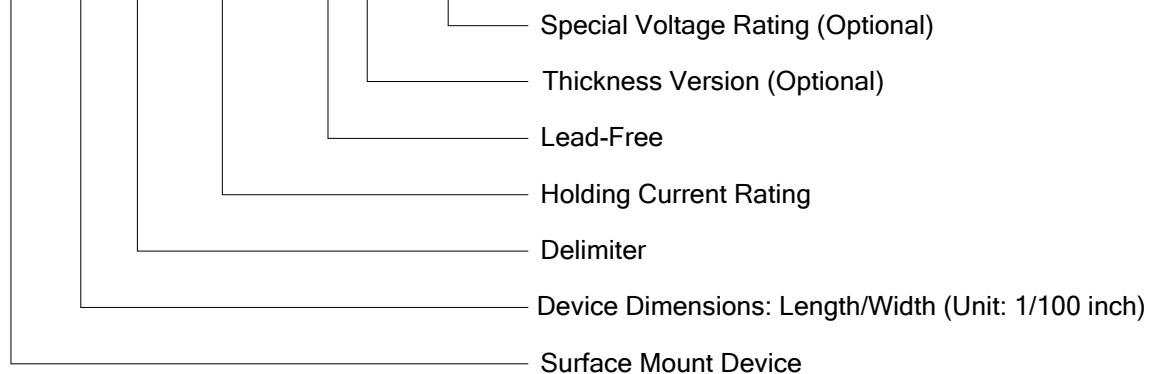 Special Voltage Rating (Optional)
Thickness Version (Optional)
Lead-Free
Holding Current Rating
Delimiter
Device Dimensions: Length/Width (Unit: 1/100 inch)
Surface Mount Device